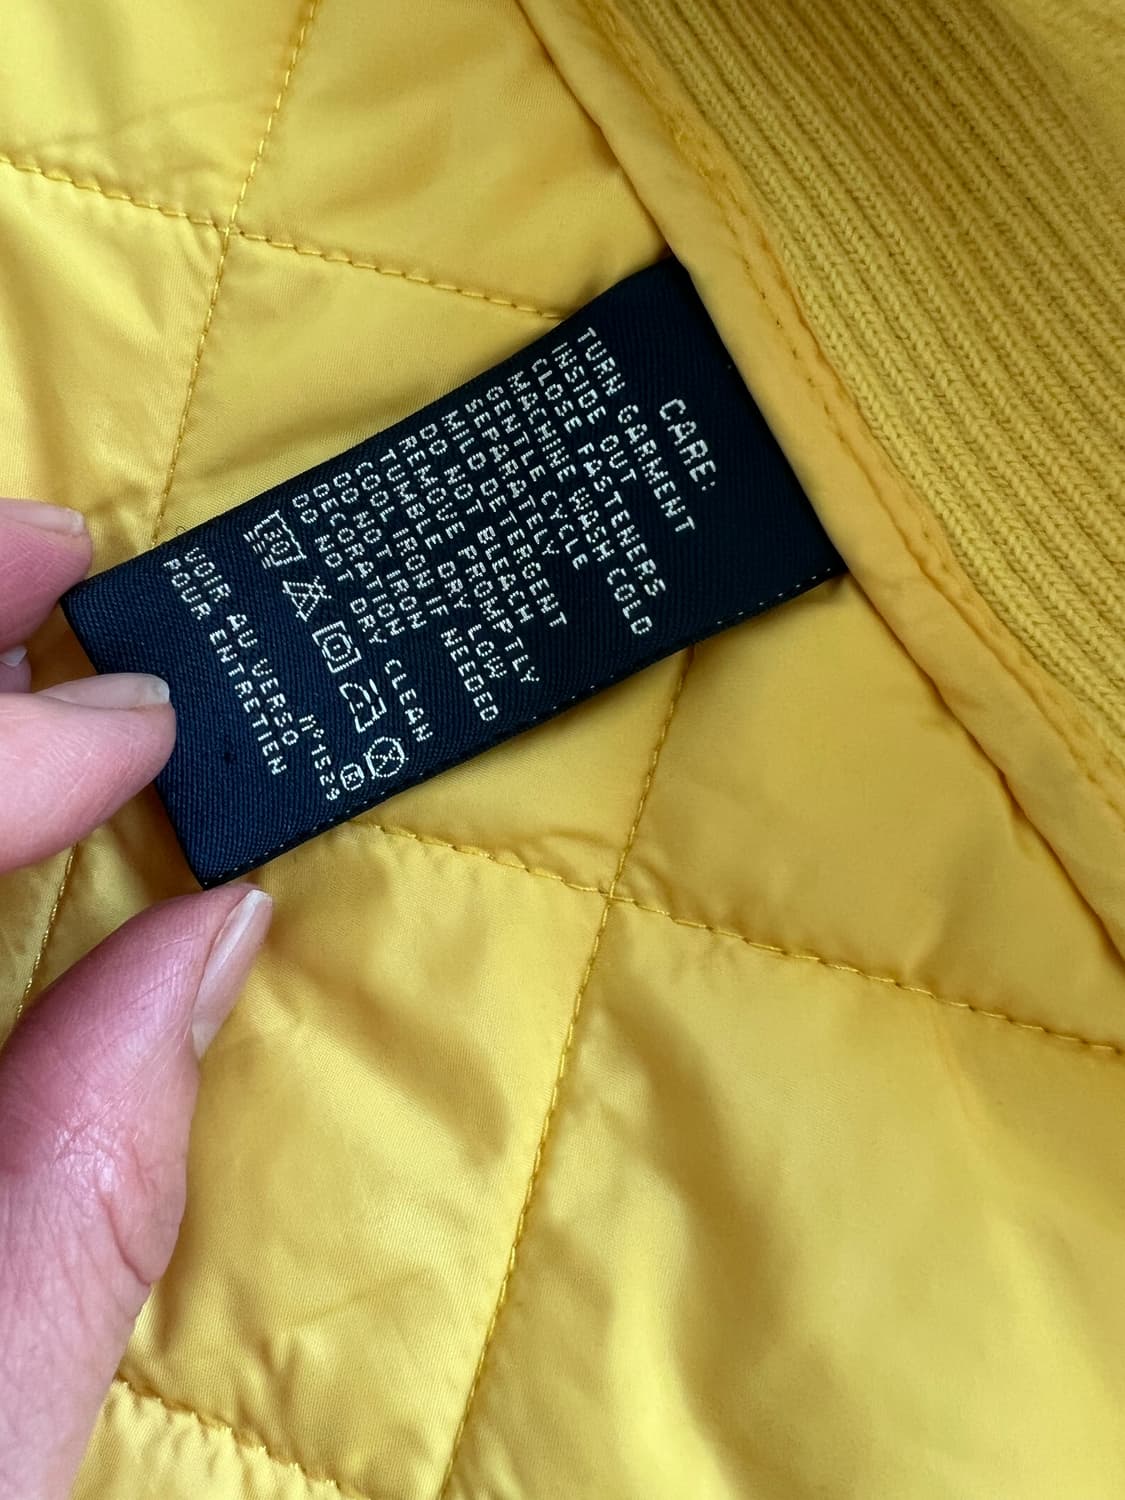 CARE:
TURN GARMENT
INSIDE OUT
CLOSE FASTENERS
MACHINE WASH COLD
GENTLE CYCLE
SEPARATELY
MILD DETERGENT
DO NOT BLEACH
REMOVE PROMPTLY
TUMBLE DRY LOW
COOL IRON IF NEEDED
DO NOT IRON
DECORATION
DO NOT DRY CLEAN
30
n°1529
VOIR AU VERSO
POUR ENTRETIEN